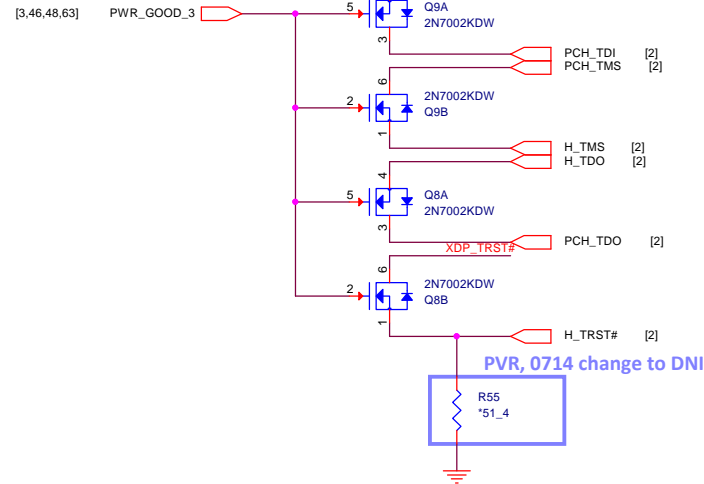 Q9A
[3,46,48,63] PWR_GOOD_3 5
2N7002KDW
3
PCH_TDI [2]
PCH_TMS [2]
6
2N7002KDW
2
Q9B
1
H_TMS [2]
H_TDO [2]
4
5 Q8A
2N7002KDW
3
PCH_TDO [2]
XDP_TRST#
6
2N7002KDW
2
Q8B
1
H_TRST# [2]
PVR, 0714 change to DNI
R55
*51_4